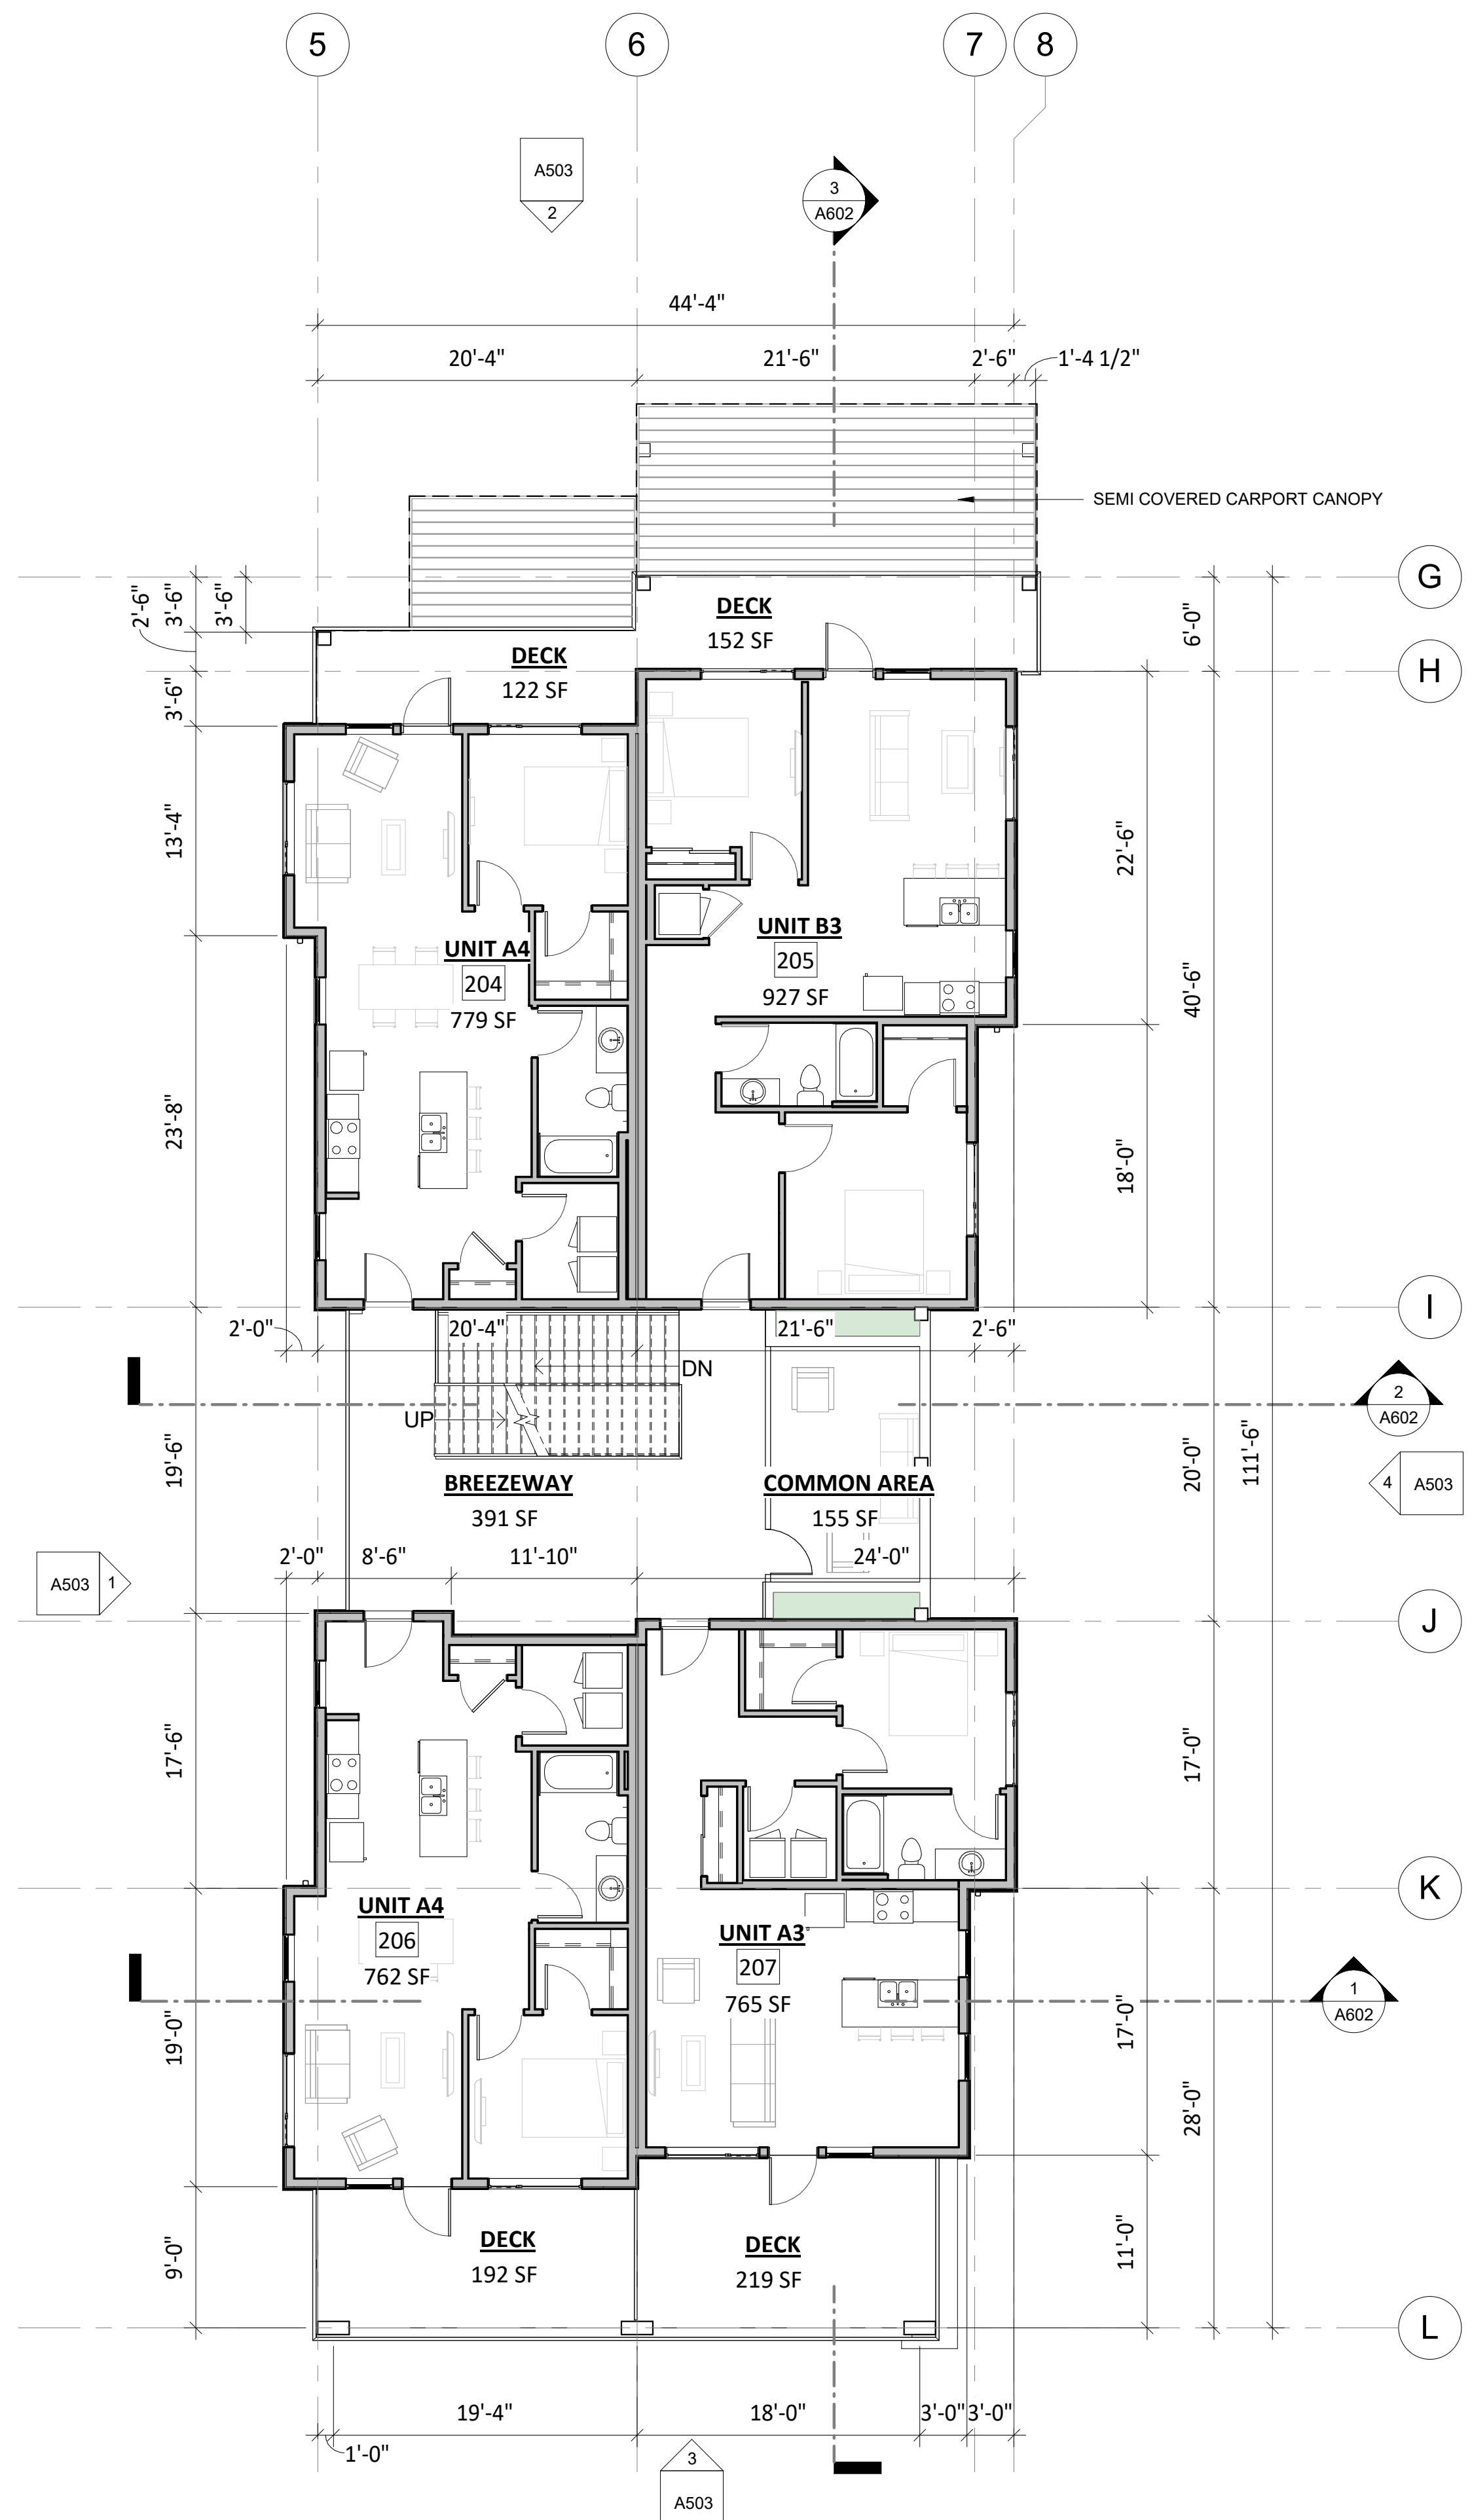 5
6
7
8
A503
2
3
A602
44'-4"
20'-4"
21'-6"
2'-6"
1'-4 1/2"
SEMI COVERED CARPORT CANOPY
G
2'-6"
3'-6"
3'-6"
DECK
152 SF
6'-0"
DECK
122 SF
H
3'-6"
13'-4"
22'-6"
UNIT A4
204
779 SF
UNIT B3
205
927 SF
40'-6"
23'-8"
18'-0"
I
2'-0"
20'-4"
21'-6"
2'-6"
DN
UP
2
A602
19'-6"
20'-0"
111'-6"
BREEZEWAY
391 SF
COMMON AREA
155 SF
4
A503
2'-0"
8'-6"
11'-10"
24'-0"
A503
1
J
17'-6"
17'-0"
K
UNIT A4
206
762 SF
UNIT A3
207
765 SF
1
A602
19'-0"
17'-0"
28'-0"
DECK
192 SF
DECK
219 SF
9'-0"
11'-0"
L
19'-4"
18'-0"
3'-0"
3'-0"
1'-0"
3
A503